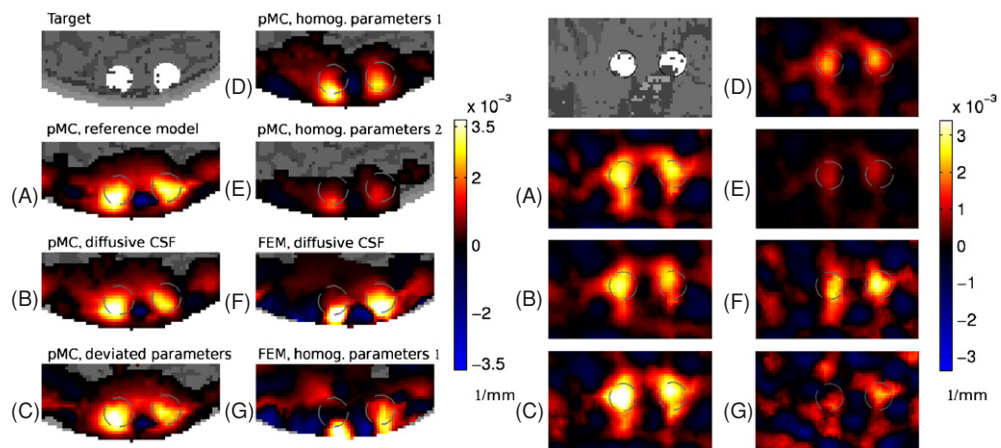 Target
pMC, homog. parameters 1
(D)
(D)
pMC, reference model
pMC, homog. parameters 2
(A)
(E)
(A)
(E)
pMC, diffusive CSF
FEM, diffusive CSF
(B)
(F)
(B)
(F)
pMC, deviated parameters
FEM, homog. parameters 1
(C)
(G)
(C)
(G)
x 10⁻³
3.5
2
0
−2
−3.5
1/mm
x 10⁻³
3
2
1
0
−1
−2
−3
1/mm